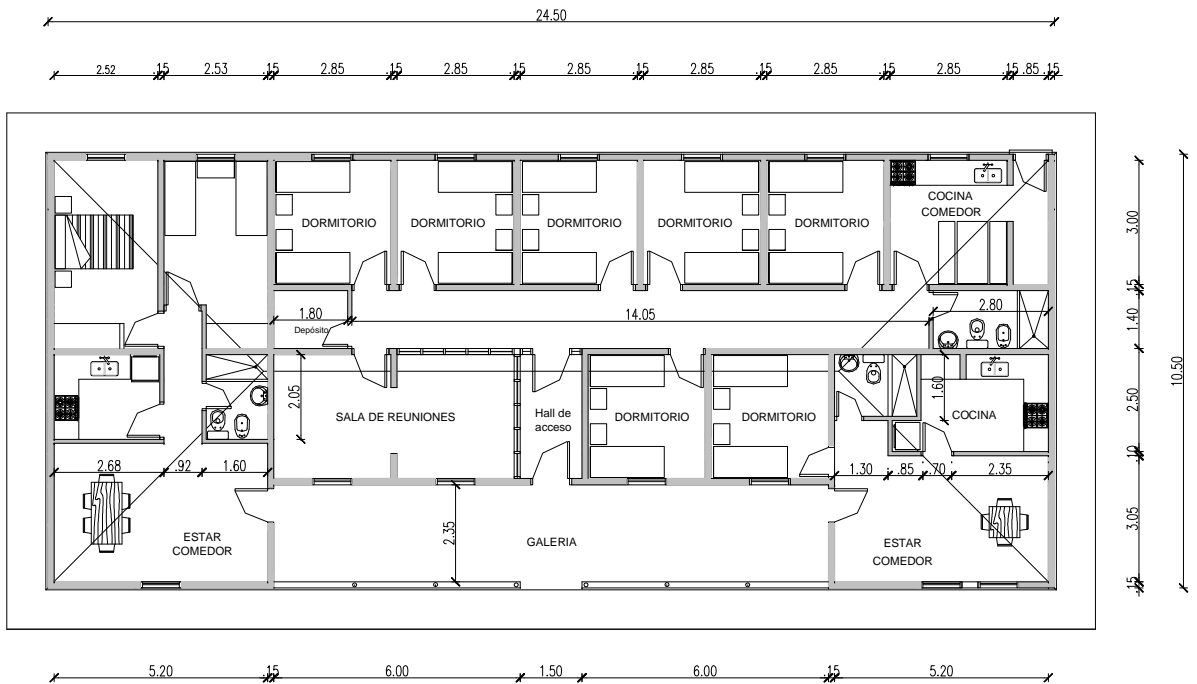 24.50
2.52 .15 2.53 .15 2.85 .15 2.85 .15 2.85 .15 2.85 .15 2.85 .15 2.85 .15 .85 .15
DORMITORIO DORMITORIO DORMITORIO DORMITORIO DORMITORIO
COCINA
COMEDOR
3.00
.15
1.40
2.50
.10
3.05
.15
10.50
1.80
Depósito
14.05
2.80
2.05
SALA DE REUNIONES
Hall de
acceso
DORMITORIO DORMITORIO
1.60
COCINA
2.68 .92 1.60
1.30 .85 .70 2.35
ESTAR
COMEDOR
2.35
GALERIA
ESTAR
COMEDOR
5.20 .15 6.00 1.50 6.00 .15 5.20